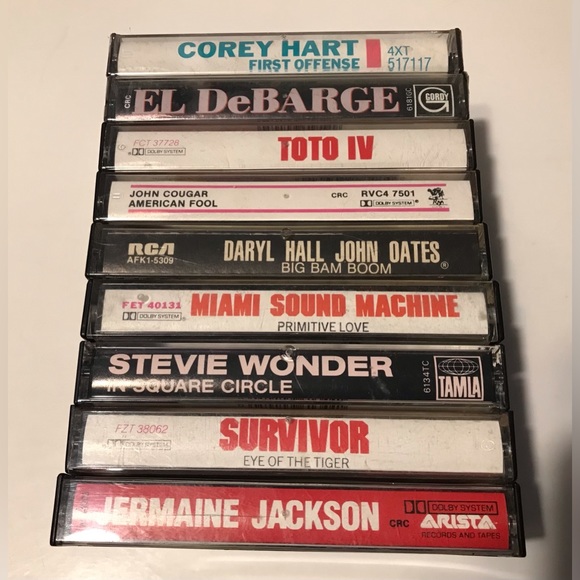 COREY HART
FIRST OFFENSE
4XT
517117
CRC
EL DeBARGE
6181GC
GORDY
FCT 37728
DOLBY SYSTEM
TOTO IV
JOHN COUGAR
AMERICAN FOOL
CRC
RVC4 7501
DOLBY SYSTEM
RCA
AFK1-5309
DARYL HALL JOHN OATES
BIG BAM BOOM
®
FET 40131
DOLBY SYSTEM
MIAMI SOUND MACHINE
PRIMITIVE LOVE
STEVIE WONDER
IN SQUARE CIRCLE
6134TC
TAMLA
FZT 38062
DOLBY SYSTEM
SURVIVOR
EYE OF THE TIGER
JERMAINE JACKSON
CRC
DOLBY SYSTEM
ARISTA
RECORDS AND TAPES